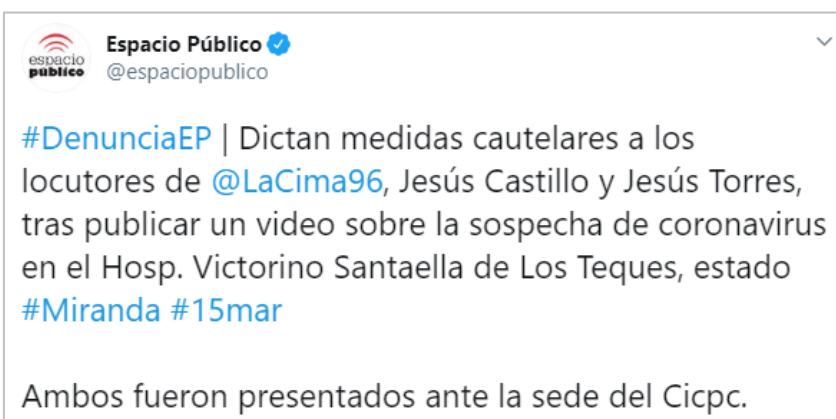 espacio
público
Espacio Público
@espaciopublico
#DenunciaEP | Dictan medidas cautelares a los
locutores de @LaCima96, Jesús Castillo y Jesús Torres,
tras publicar un video sobre la sospecha de coronavirus
en el Hosp. Victorino Santaella de Los Teques, estado
#Miranda #15mar
Ambos fueron presentados ante la sede del Cicpc.